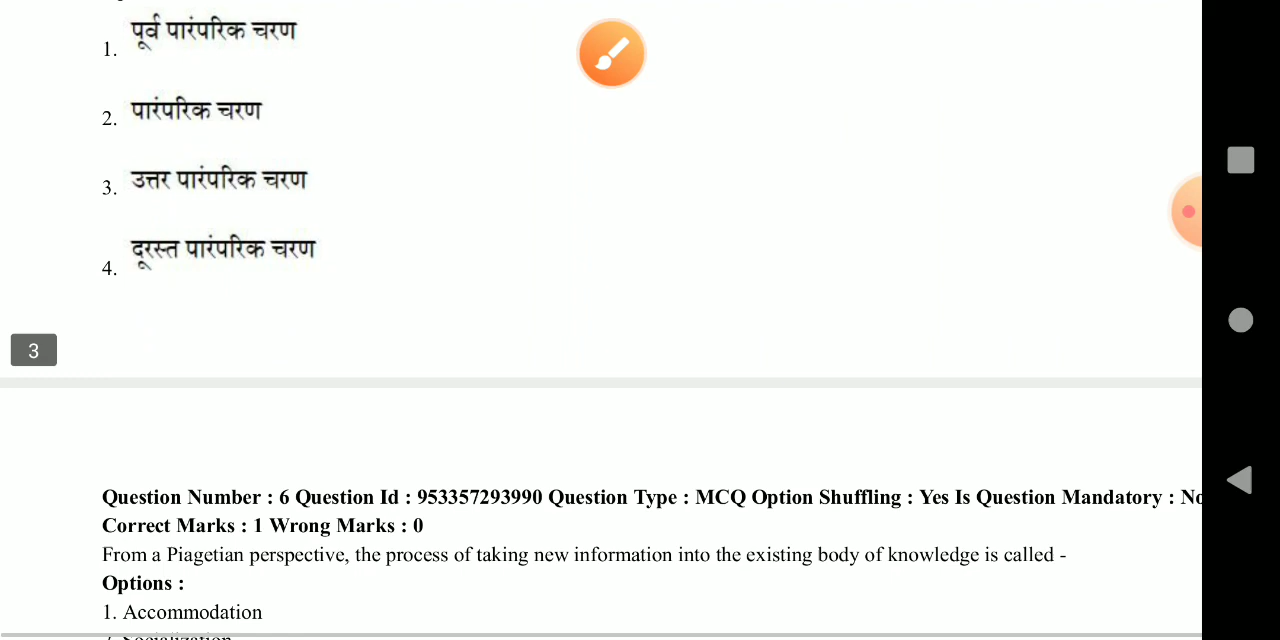 1. पूर्व पारंपरिक चरण
2. पारंपरिक चरण
3. उत्तर पारंपरिक चरण
4. दूरस्त पारंपरिक चरण
3
Question Number : 6 Question Id : 953357293990 Question Type : MCQ Option Shuffling : Yes Is Question Mandatory : No
Correct Marks : 1 Wrong Marks : 0
From a Piagetian perspective, the process of taking new information into the existing body of knowledge is called -
Options :
1. Accommodation